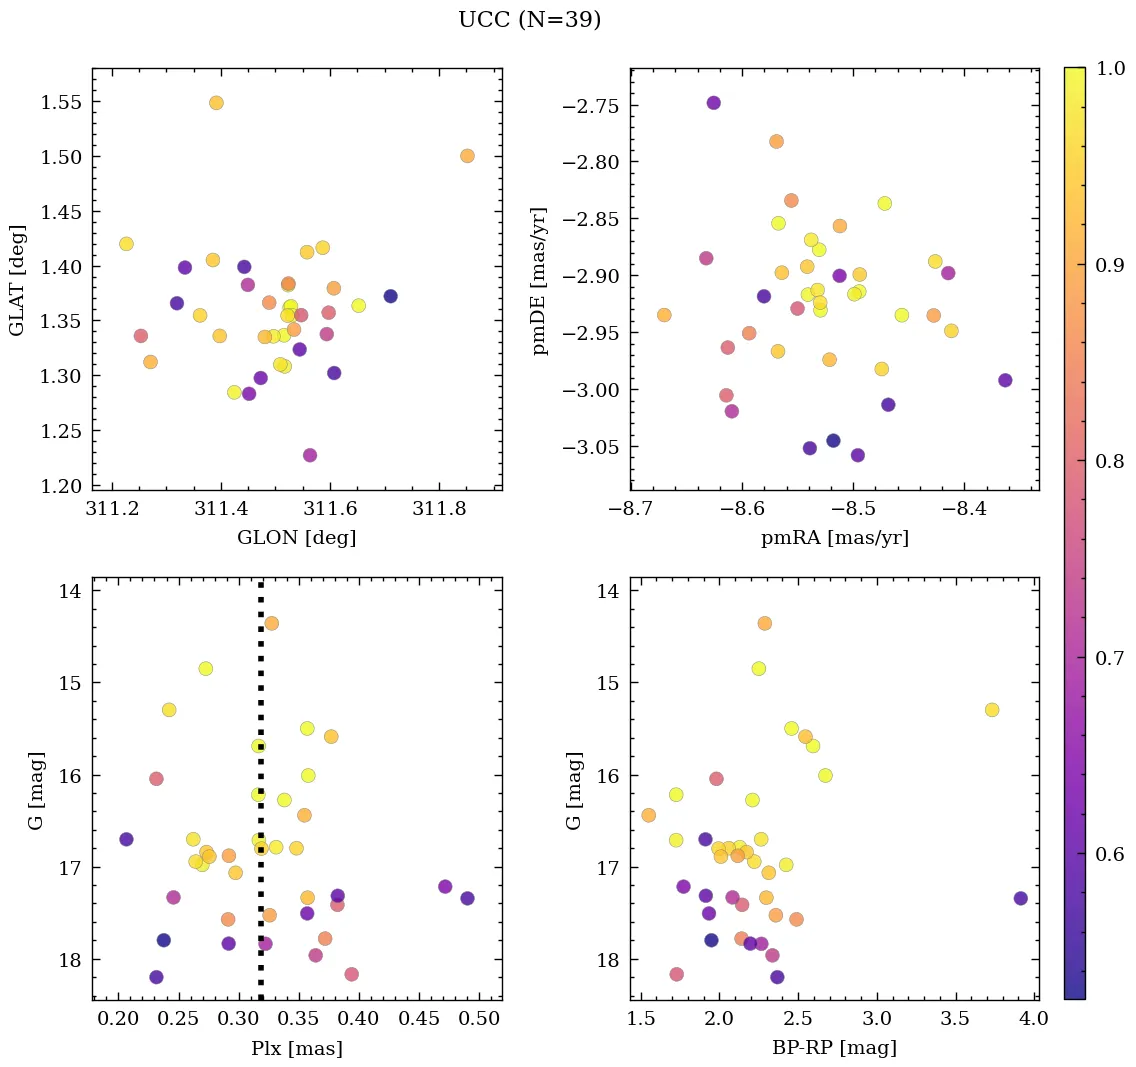 UCC (N=39)
1.55
1.50
1.45
1.40
1.35
1.30
1.25
1.20
GLAT [deg]
311.2 311.4 311.6 311.8
GLON [deg]
−2.75
−2.80
−2.85
−2.90
−2.95
−3.00
−3.05
pmDE [mas/yr]
−8.7 −8.6 −8.5 −8.4
pmRA [mas/yr]
14
15
16
17
18
G [mag]
0.20 0.25 0.30 0.35 0.40 0.45 0.50
Plx [mas]
14
15
16
17
18
G [mag]
1.5 2.0 2.5 3.0 3.5 4.0
BP-RP [mag]
1.0
0.9
0.8
0.7
0.6